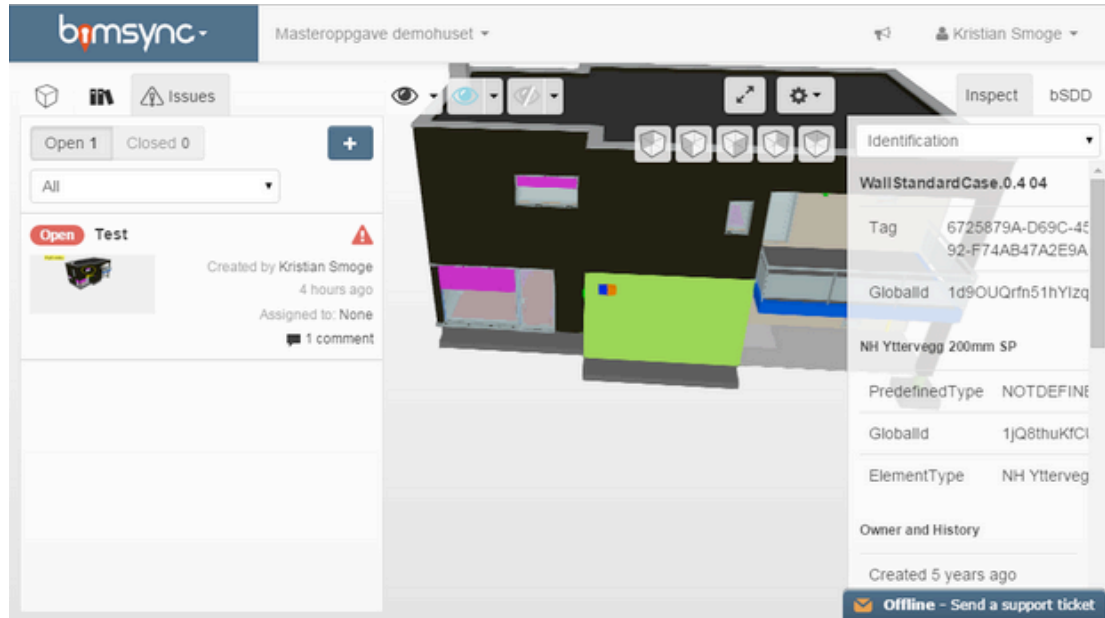 bimsync
Masteroppgave demohuset
Kristian Smoge
Issues
Inspect bSDD
Open 1 Closed 0
Identification
All
WallStandardCase.0.4 04
Open Test
Tag 6725879A-D69C-45
92-F74AB47A2E9A
Created by Kristian Smoge
4 hours ago
GlobalId 1d9OUQrfn51hYIzq
Assigned to: None
1 comment
NH Yttervegg 200mm SP
PredefinedType NOTDEFINE
GlobalId 1jQ8thuKfCU
ElementType NH Ytterveg
Owner and History
Created 5 years ago
Offline - Send a support ticket